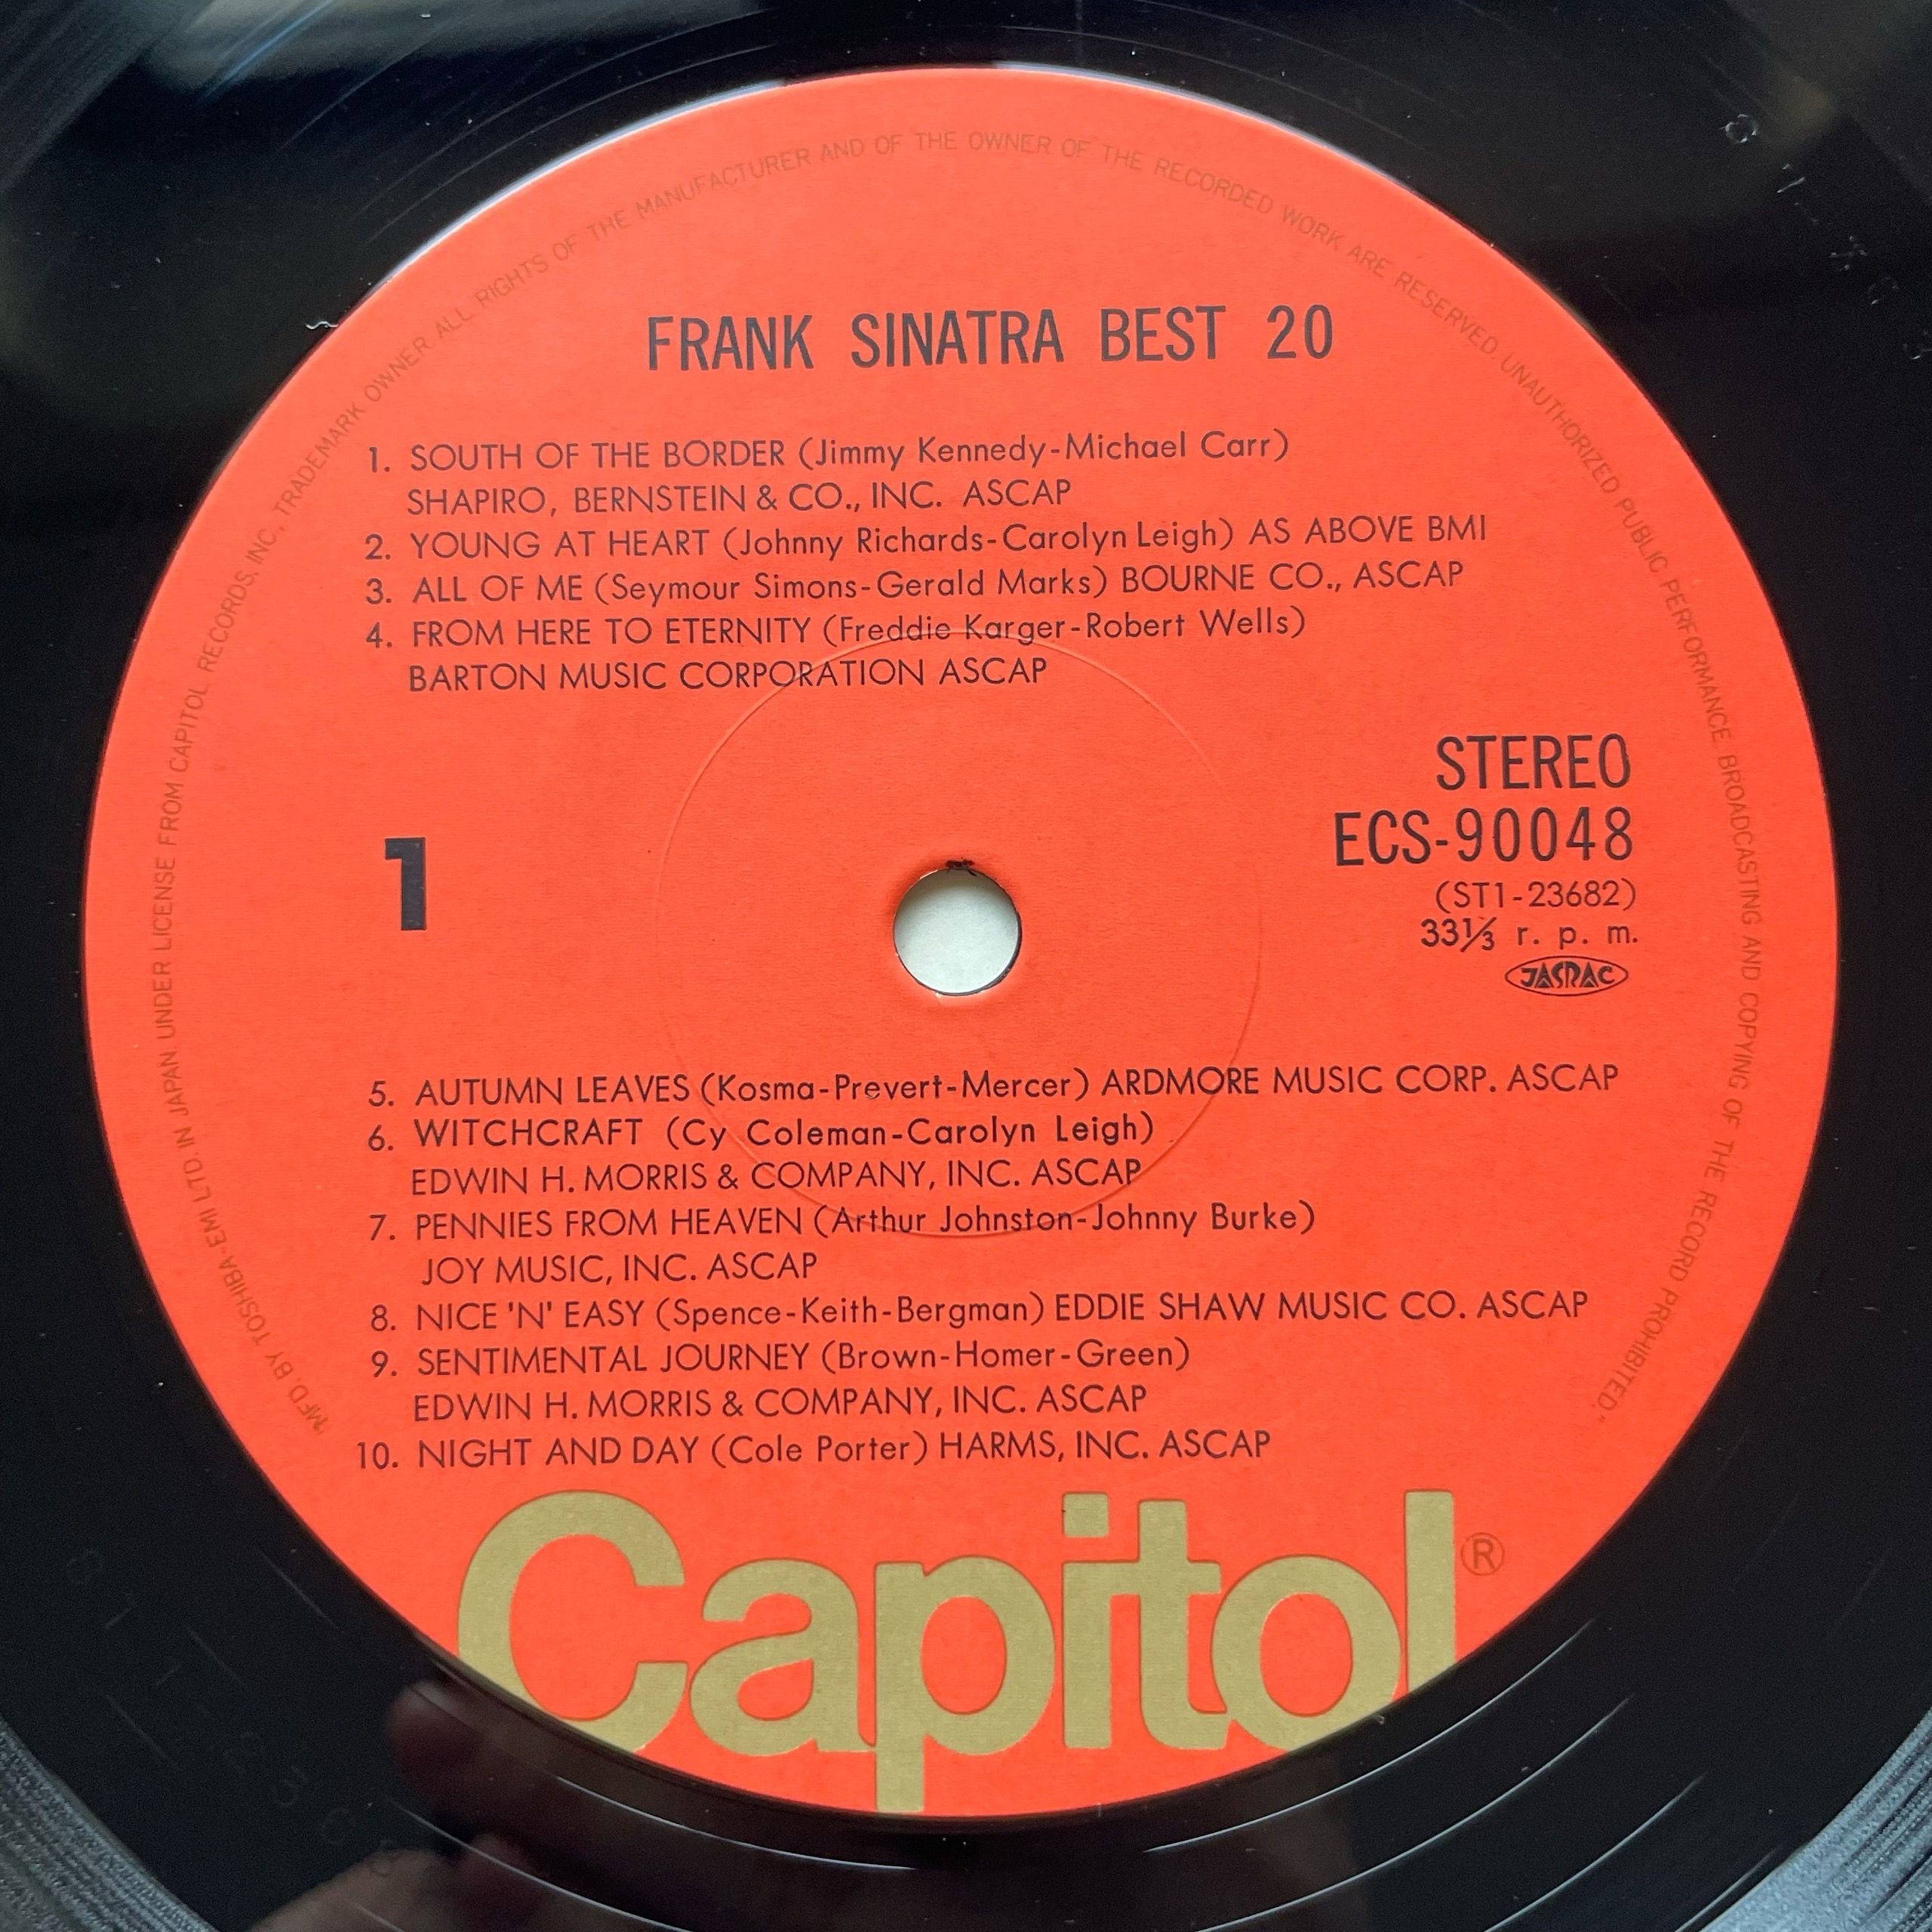 "MFD. BY TOSHIBA-EMI LTD. IN JAPAN UNDER LICENSE FROM CAPITOL RECORDS, INC., TRADEMARK OWNER ALL RIGHTS OF THE MANUFACTURER AND OF THE OWNER OF THE RECORDED WORK ARE RESERVED. UNAUTHORIZED PUBLIC PERFORMANCE BROADCASTING AND COPYING OF THE RECORD PROHIBITED."
FRANK SINATRA BEST 20
1. SOUTH OF THE BORDER (Jimmy Kennedy-Michael Carr)
SHAPIRO, BERNSTEIN & CO., INC. ASCAP
2. YOUNG AT HEART (Johnny Richards-Carolyn Leigh) AS ABOVE BMI
3. ALL OF ME (Seymour Simons-Gerald Marks) BOURNE CO., ASCAP
4. FROM HERE TO ETERNITY (Freddie Karger-Robert Wells)
BARTON MUSIC CORPORATION ASCAP
1
STEREO
ECS-90048
(ST1-23682)
33⅓ r. p. m.
JASRAC
5. AUTUMN LEAVES (Kosma-Prevert-Mercer) ARDMORE MUSIC CORP. ASCAP
6. WITCHCRAFT (Cy Coleman-Carolyn Leigh)
EDWIN H. MORRIS & COMPANY, INC. ASCAP
7. PENNIES FROM HEAVEN (Arthur Johnston-Johnny Burke)
JOY MUSIC, INC. ASCAP
8. NICE 'N' EASY (Spence-Keith-Bergman) EDDIE SHAW MUSIC CO. ASCAP
9. SENTIMENTAL JOURNEY (Brown-Homer-Green)
EDWIN H. MORRIS & COMPANY, INC. ASCAP
10. NIGHT AND DAY (Cole Porter) HARMS, INC. ASCAP
Capitol ®